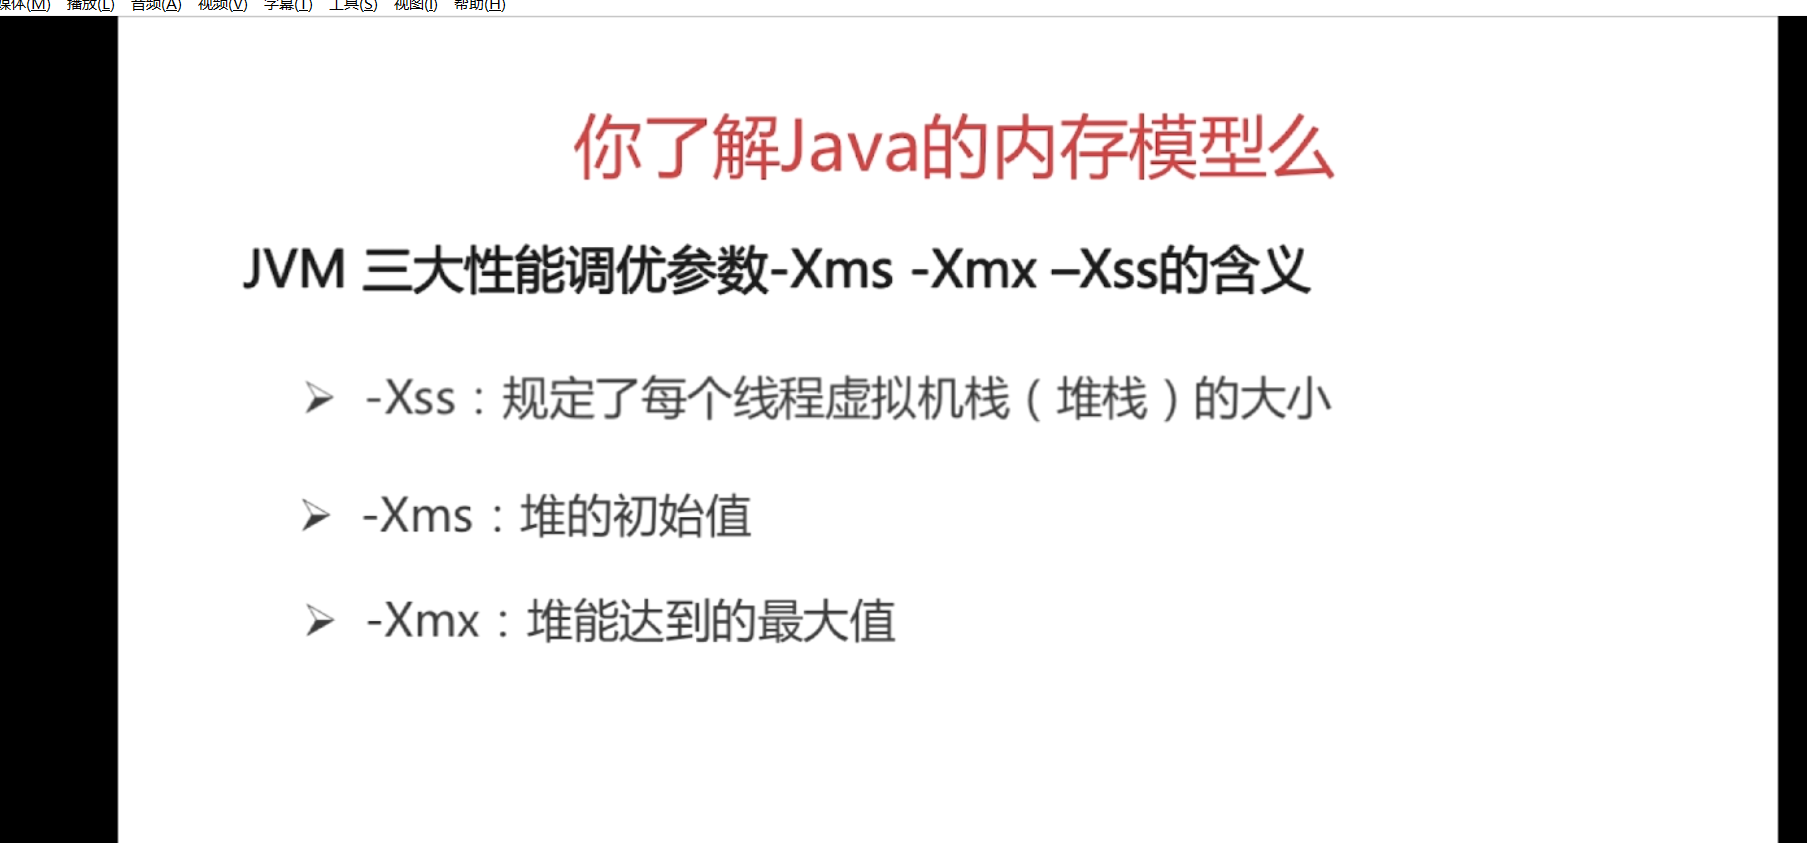 媒体(M) 播放(L) 音频(A) 视频(V) 字幕(T) 工具(S) 视图(I) 帮助(H)
你了解Java的内存模型么
JVM 三大性能调优参数-Xms -Xmx –Xss的含义
➢ -Xss：规定了每个线程虚拟机栈（堆栈）的大小
➢ -Xms：堆的初始值
➢ -Xmx：堆能达到的最大值